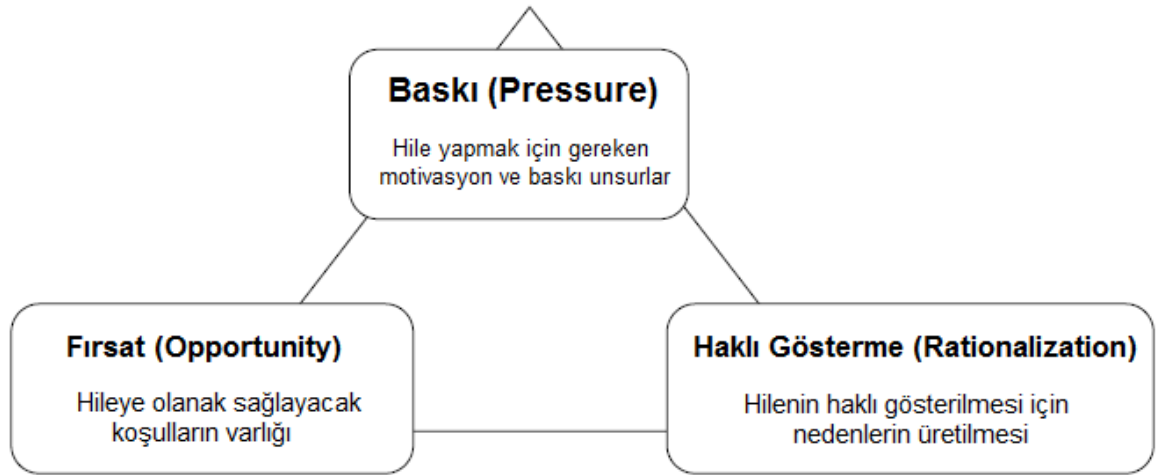 Baskı (Pressure)
Hile yapmak için gereken
motivasyon ve baskı unsurlar
Fırsat (Opportunity)
Hileye olanak sağlayacak
koşulların varlığı
Haklı Gösterme (Rationalization)
Hilenin haklı gösterilmesi için
nedenlerin üretilmesi